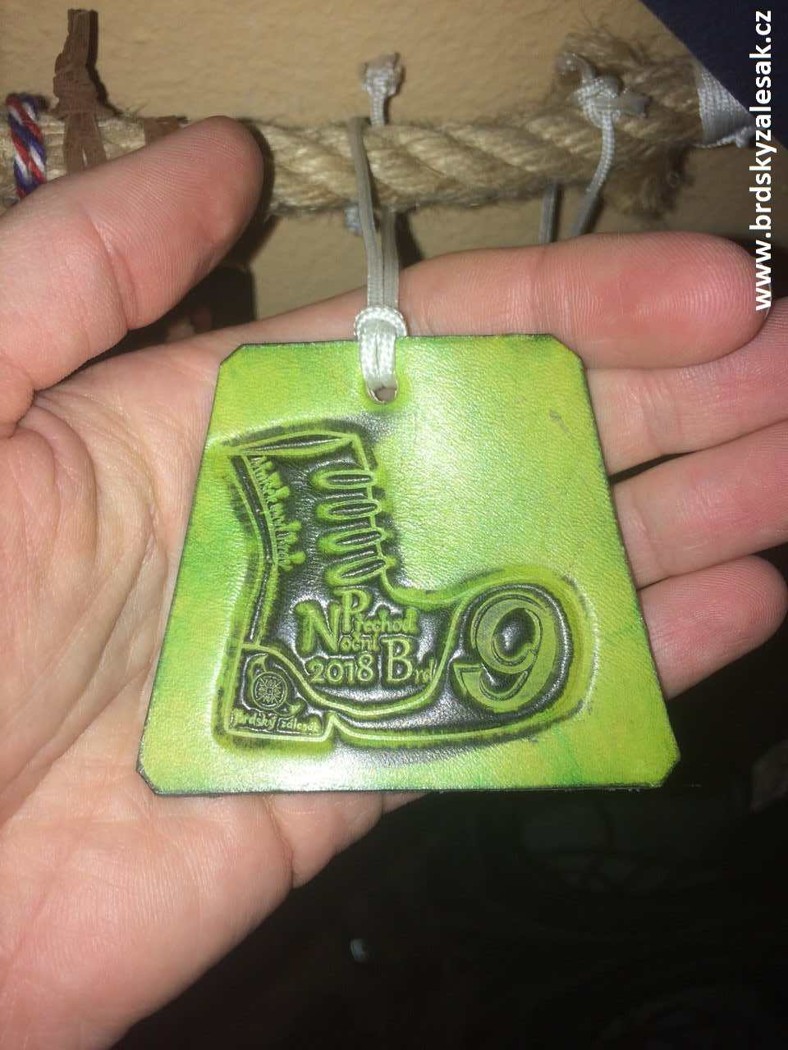 www.brdskyzalesak.cz
Přechod
Noční
2018 Brd
9
Brdský zálesák